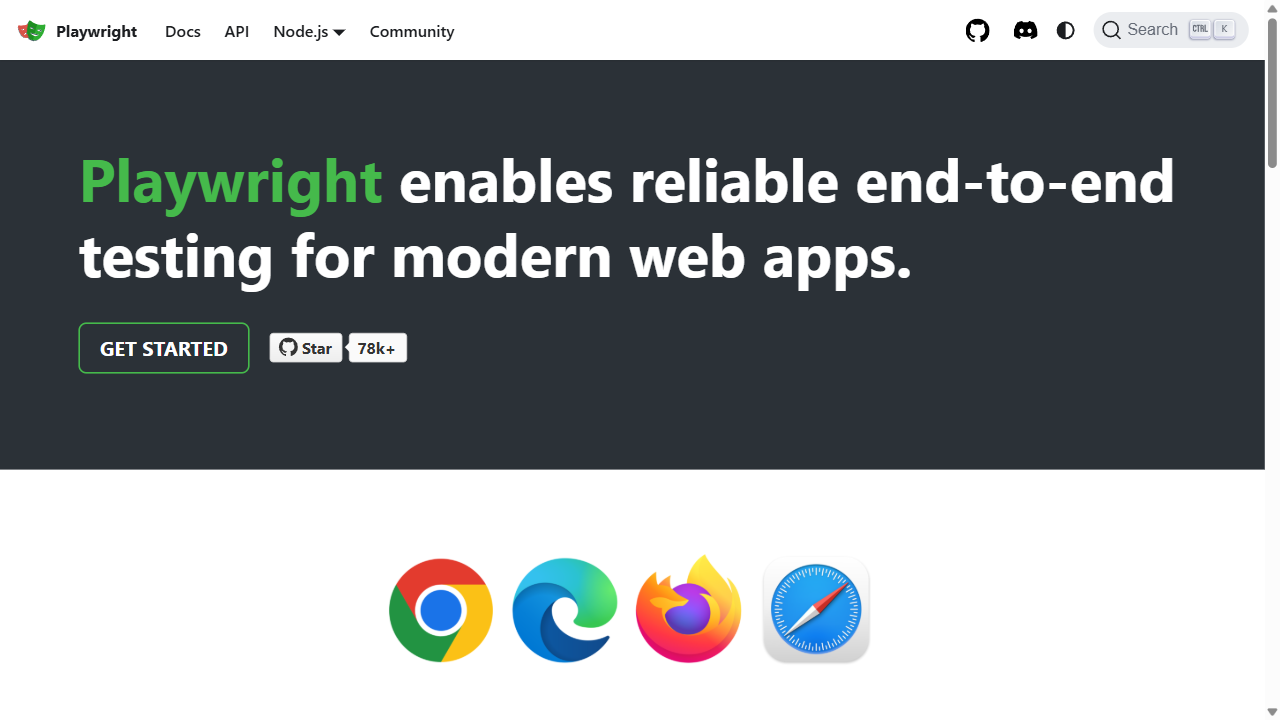 Playwright Docs API Node.js Community Search CTRL K
Playwright enables reliable end-to-end
testing for modern web apps.
GET STARTED Star 78k+